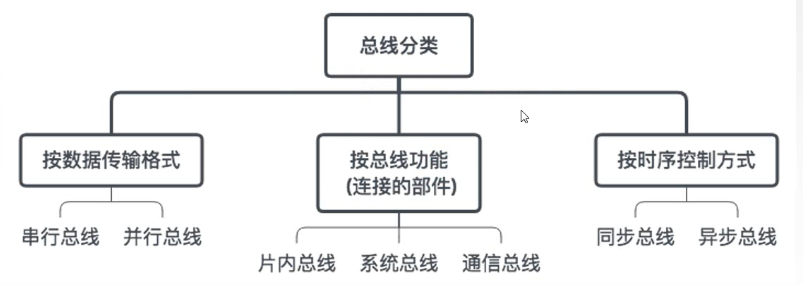 总线分类
按数据传输格式
按总线功能
(连接的部件)
按时序控制方式
串行总线 并行总线
片内总线 系统总线 通信总线
同步总线 异步总线